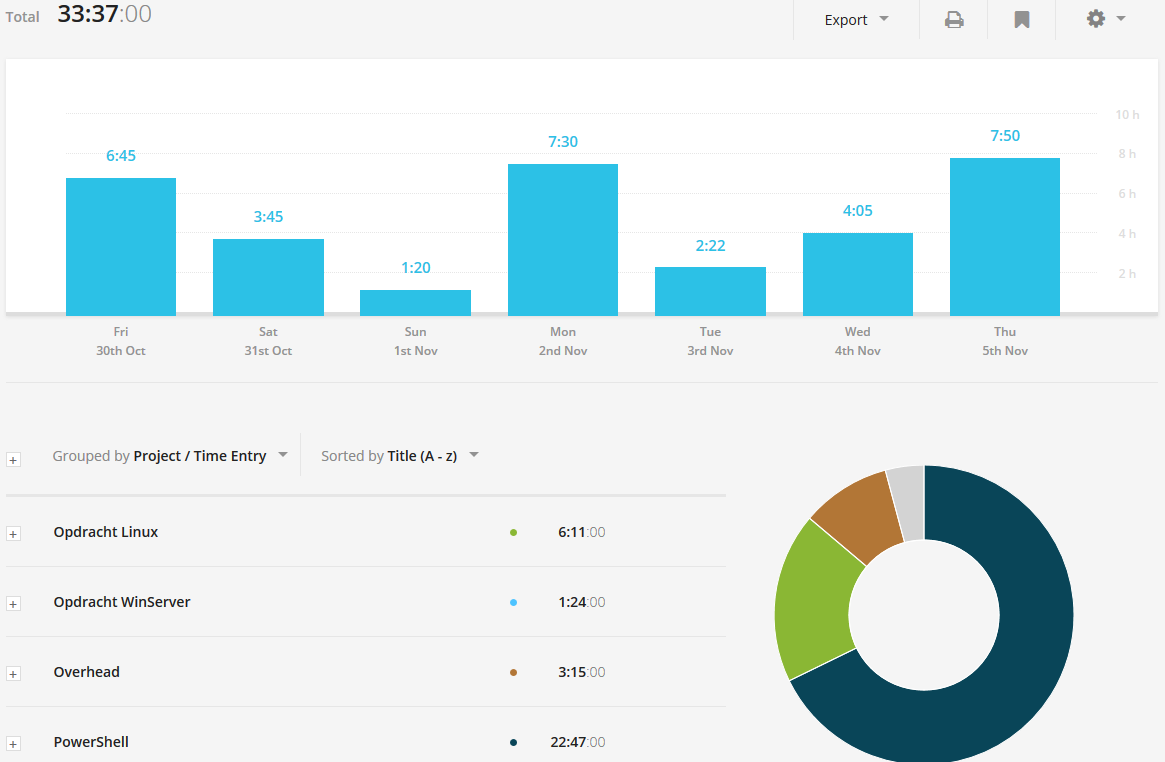 Total 33:37:00
Export
10 h
7:50
7:30
6:45
8 h
6 h
3:45
4:05
4 h
2:22
1:20
2 h
Fri Sat Sun Mon Tue Wed Thu
30th Oct 31st Oct 1st Nov 2nd Nov 3rd Nov 4th Nov 5th Nov
Grouped by Project / Time Entry Sorted by Title (A - z)
Opdracht Linux 6:11:00
Opdracht WinServer 1:24:00
Overhead 3:15:00
PowerShell 22:47:00